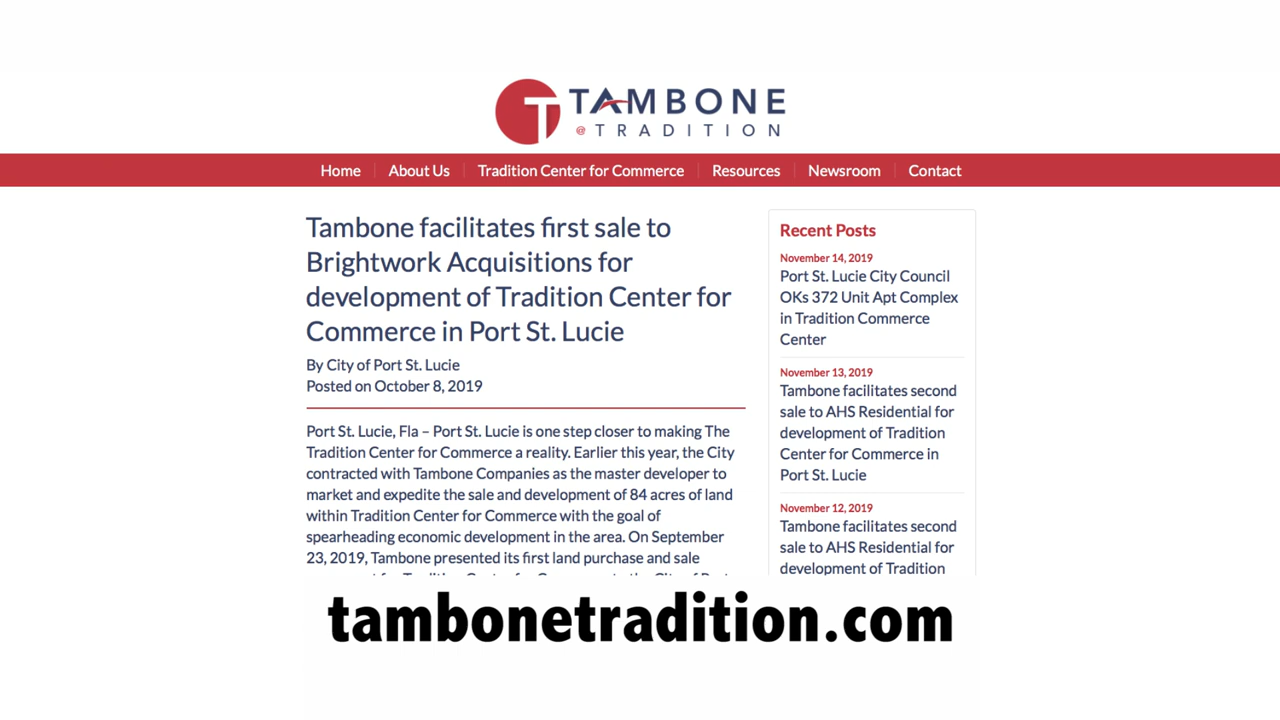 T TAMBONE
@ TRADITION
Home About Us Tradition Center for Commerce Resources Newsroom Contact
Tambone facilitates first sale to
Brightwork Acquisitions for
development of Tradition Center for
Commerce in Port St. Lucie
By City of Port St. Lucie
Posted on October 8, 2019
Port St. Lucie, Fla – Port St. Lucie is one step closer to making The
Tradition Center for Commerce a reality. Earlier this year, the City
contracted with Tambone Companies as the master developer to
market and expedite the sale and development of 84 acres of land
within Tradition Center for Commerce with the goal of
spearheading economic development in the area. On September
23, 2019, Tambone presented its first land purchase and sale
Recent Posts
November 14, 2019
Port St. Lucie City Council
OKs 372 Unit Apt Complex
in Tradition Commerce
Center
November 13, 2019
Tambone facilitates second
sale to AHS Residential for
development of Tradition
Center for Commerce in
Port St. Lucie
November 12, 2019
Tambone facilitates second
sale to AHS Residential for
development of Tradition
tambonetradition.com